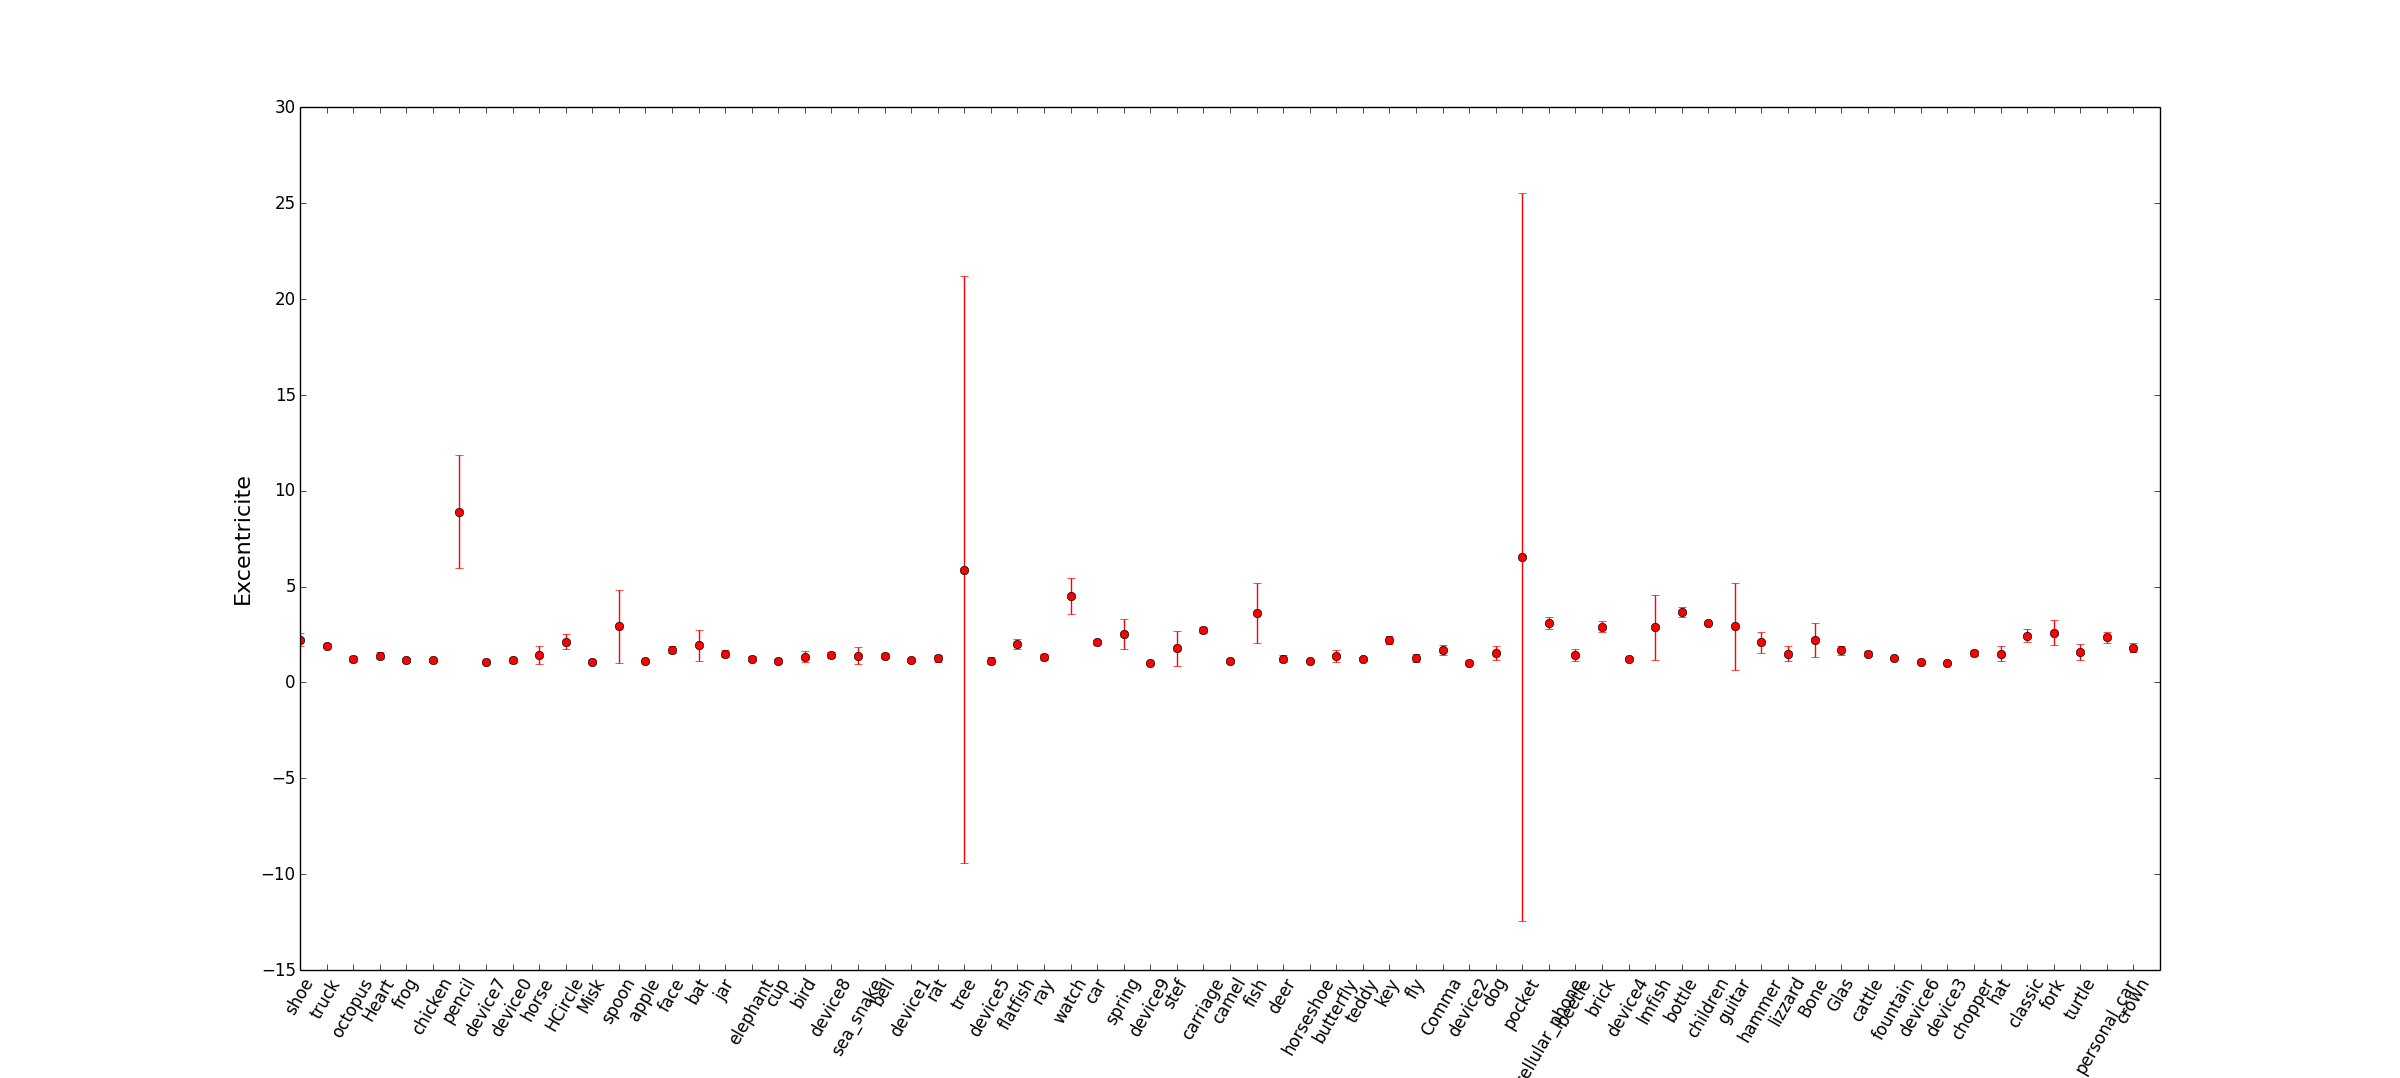 30
25
20
15
10
5
0
−5
−10
−15
Excentricite
shoe
truck
octopus
Heart
frog
chicken
pencil
device7
device0
horse
HCircle
Misk
spoon
apple
face
bat
jar
elephant
cup
bird
device8
sea_snake
bell
device1
rat
tree
device5
flatfish
ray
watch
car
spring
device9
stef
carriage
camel
fish
deer
horseshoe
butterfly
teddy
key
fly
Comma
device2
dog
pocket
cellular_phone
beetle
brick
device4
lmfish
bottle
children
guitar
hammer
lizzard
Bone
Glas
cattle
fountain
device6
device3
chopper
hat
classic
fork
turtle
personal_car
crown